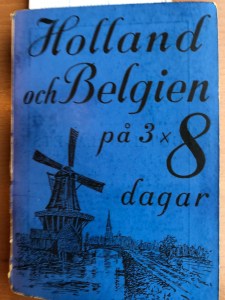 Holland
och Belgien
på 3 × 8
dagar